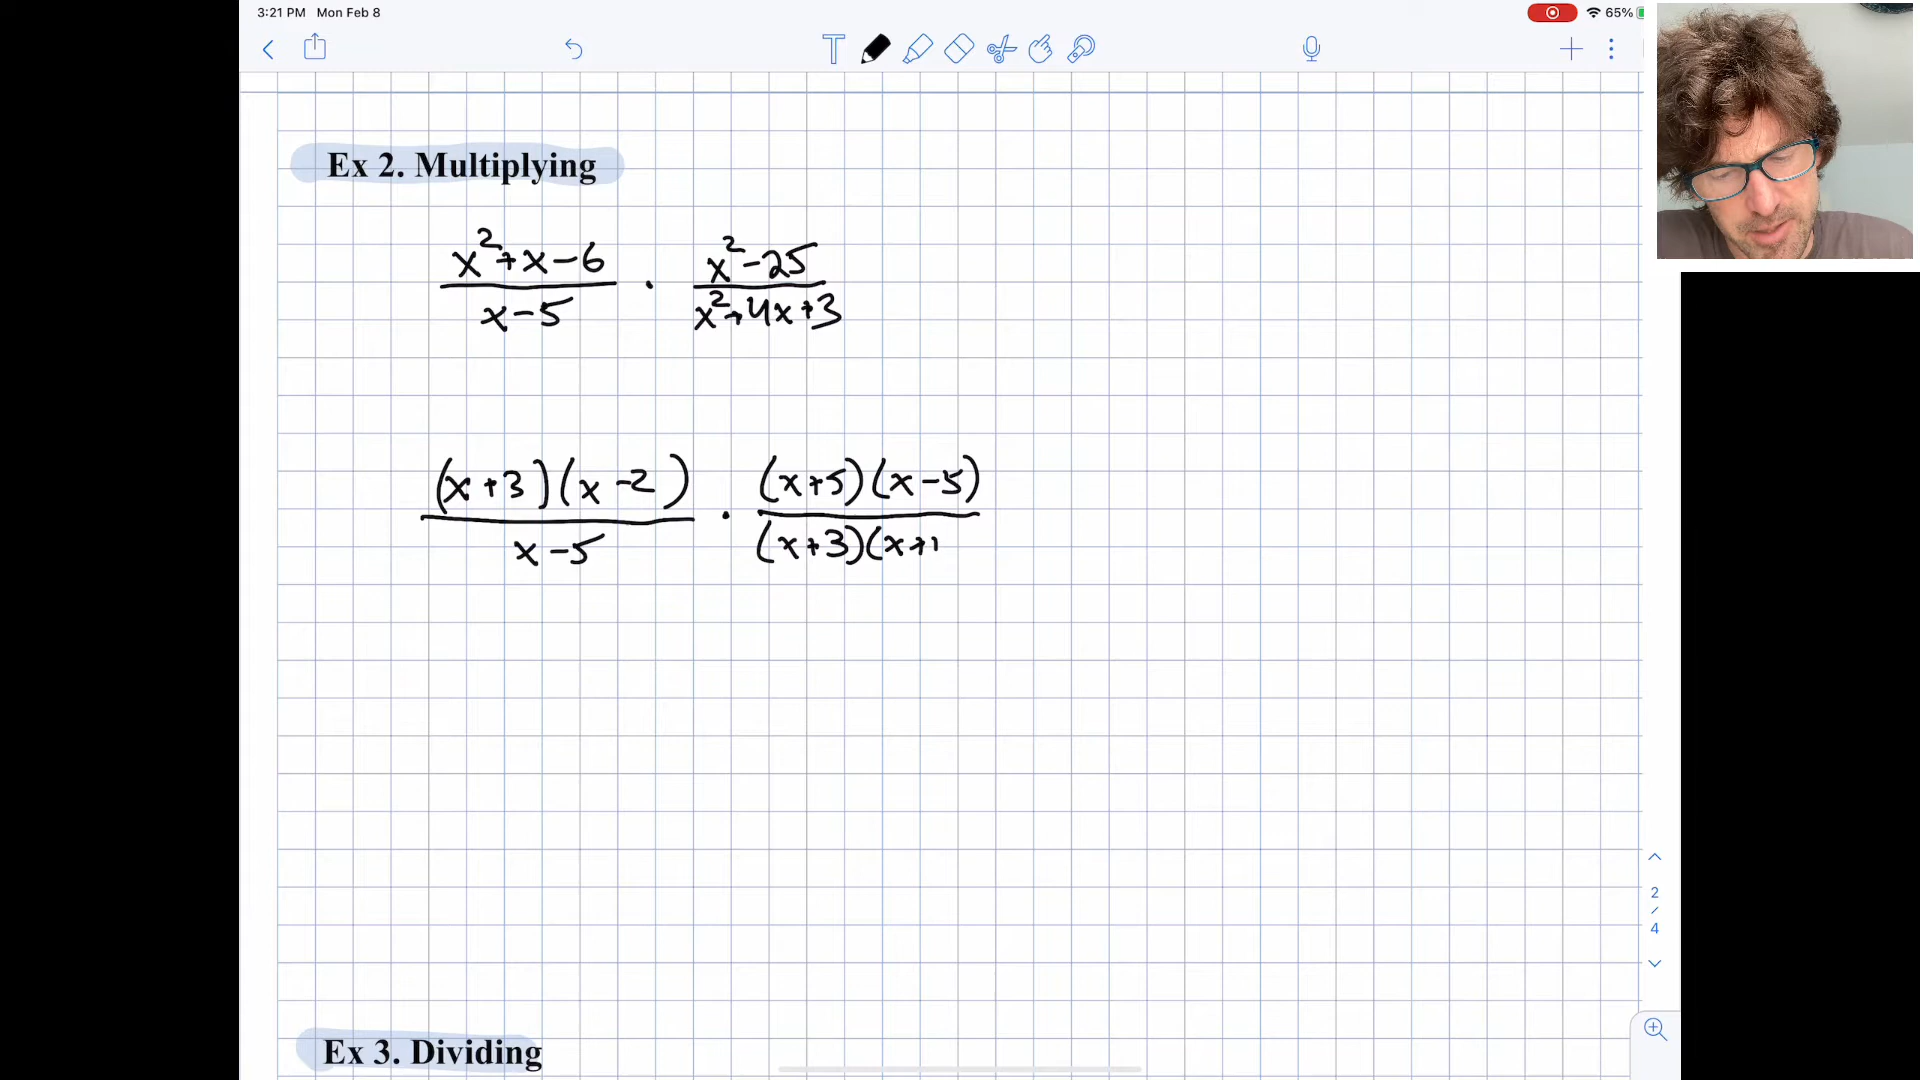 3:21 PM Mon Feb 8
65%
T
Ex 2. Multiplying
x²+x-6 / x-5 · x²-25 / x²+4x+3
(x+3)(x-2) / x-5 · (x+5)(x-5) / (x+3)(x+1
2
/
4
Ex 3. Dividing